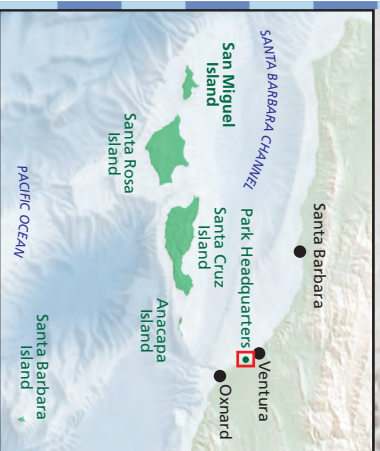 SANTA BARBARA CHANNEL
Santa Barbara
San Miguel
Island
Santa Rosa
Island
Santa Cruz
Island
Park Headquarters
Ventura
Oxnard
Anacapa
Island
PACIFIC OCEAN
Santa Barbara
Island